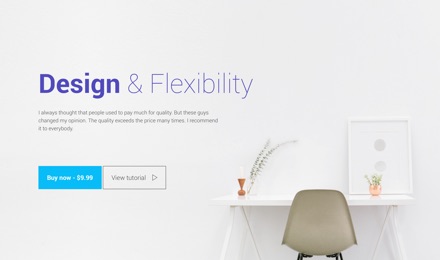 Design & Flexibility
I always thought that people used to pay much for quality. But these guys
changed my opinion. The quality exceeds the price many times. I recommend
it to everybody.
Buy now - $9.99
View tutorial